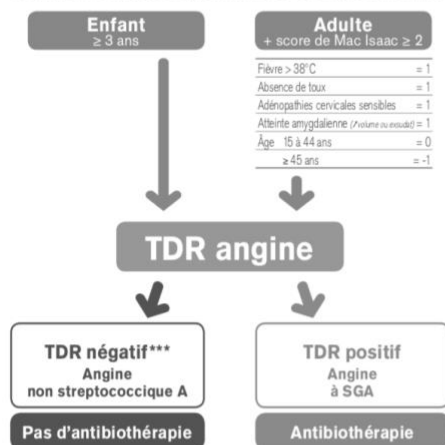 Enfant
≥ 3 ans
Adulte
+ score de Mac Isaac ≥ 2
Fièvre > 38°C = 1
Absence de toux = 1
Adénopathies cervicales sensibles = 1
Atteinte amygdalienne (↗volume ou exsudat) = 1
Âge 15 à 44 ans = 0
≥ 45 ans = -1
TDR angine
TDR négatif***
Angine
non streptococcique A
Pas d'antibiothérapie
TDR positif
Angine
à SGA
Antibiothérapie